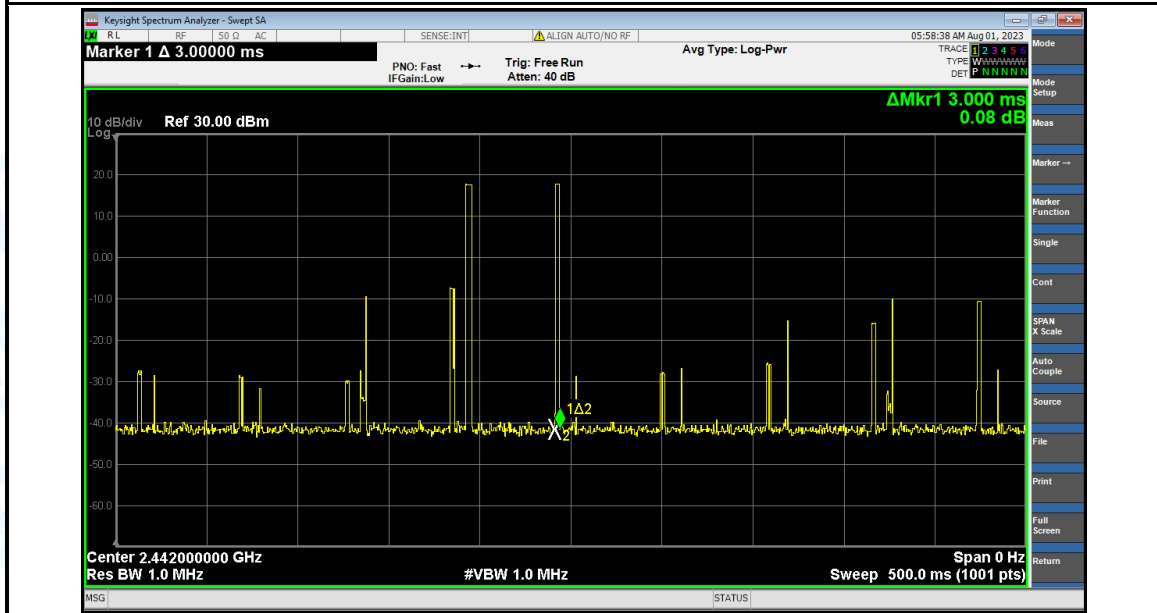 Keysight Spectrum Analyzer - Swept SA
LXI RL RF 50 Ω AC SENSE:INT ALIGN AUTO/NO RF 05:58:38 AM Aug 01, 2023
Marker 1 Δ 3.00000 ms
Avg Type: Log-Pwr
TRACE 1 2 3 4 5 6
TYPE WWWWWW
DET P N N N N N
PNO: Fast
IFGain:Low
Trig: Free Run
Atten: 40 dB
ΔMkr1 3.000 ms
0.08 dB
10 dB/div Ref 30.00 dBm
Log
20.0
10.0
0.00
-10.0
-20.0
-30.0
-40.0
-50.0
-60.0
1Δ2
X2
Center 2.442000000 GHz
Span 0 Hz
Res BW 1.0 MHz
#VBW 1.0 MHz
Sweep 500.0 ms (1001 pts)
MSG
STATUS
Mode
Mode
Setup
Meas
Marker →
Marker
Function
Single
Cont
SPAN
X Scale
Auto
Couple
Source
File
Print
Full
Screen
Return